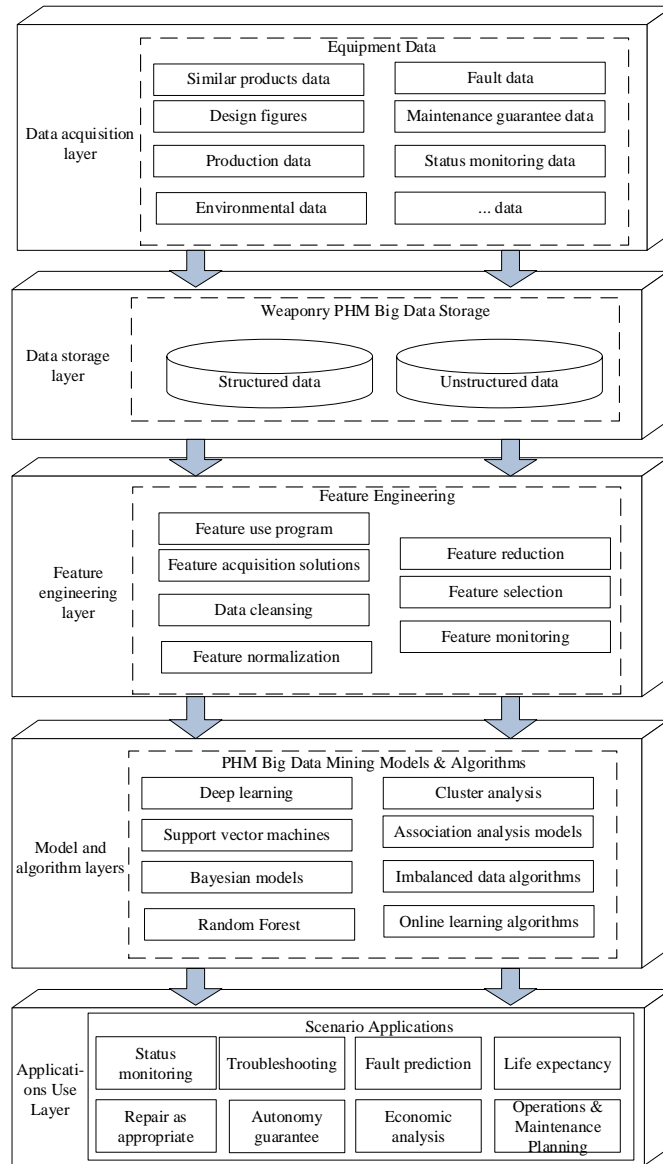 Equipment Data
Data acquisition
layer
Similar products data
Fault data
Design figures
Maintenance guarantee data
Production data
Status monitoring data
Environmental data
... data
Weaponry PHM Big Data Storage
Data storage
layer
Structured data
Unstructured data
Feature Engineering
Feature
engineering
layer
Feature use program
Feature acquisition solutions
Data cleansing
Feature normalization
Feature reduction
Feature selection
Feature monitoring
PHM Big Data Mining Models & Algorithms
Model and
algorithm layers
Deep learning
Cluster analysis
Support vector machines
Association analysis models
Bayesian models
Imbalanced data algorithms
Random Forest
Online learning algorithms
Scenario Applications
Applicati-
ons Use
Layer
Status
monitoring
Troubleshooting
Fault prediction
Life expectancy
Repair as
appropriate
Autonomy
guarantee
Economic
analysis
Operations &
Maintenance
Planning